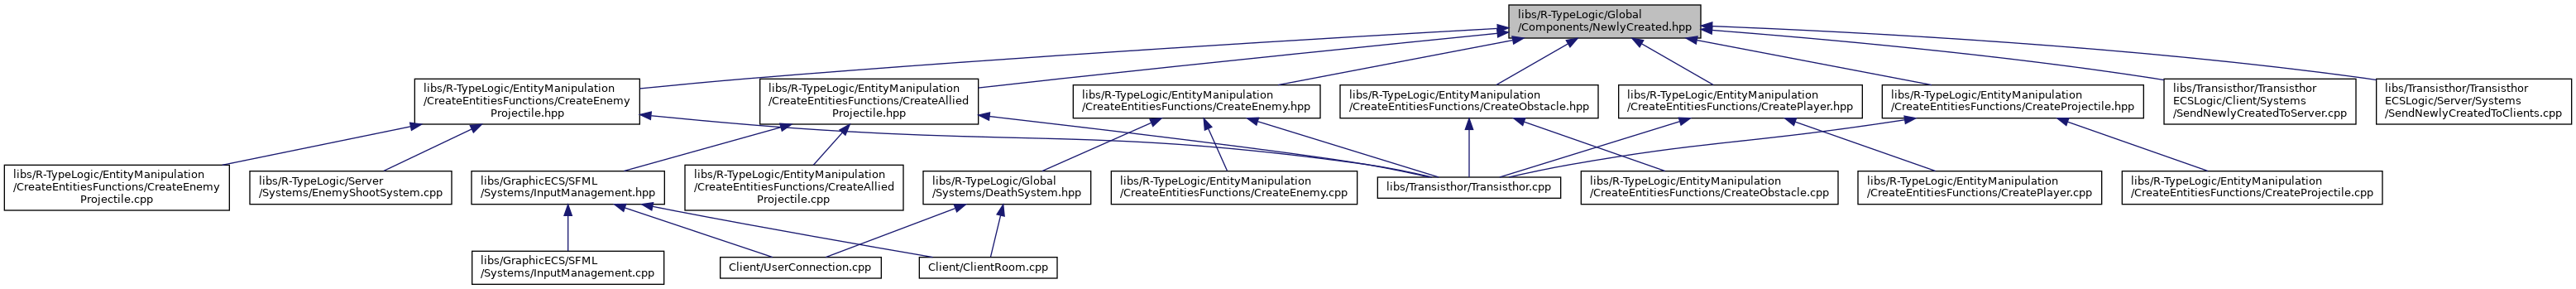 libs/R-TypeLogic/Global
/Components/NewlyCreated.hpp
libs/R-TypeLogic/EntityManipulation
/CreateEntitiesFunctions/CreateEnemy
Projectile.hpp
libs/R-TypeLogic/EntityManipulation
/CreateEntitiesFunctions/CreateAllied
Projectile.hpp
libs/R-TypeLogic/EntityManipulation
/CreateEntitiesFunctions/CreateEnemy.hpp
libs/R-TypeLogic/EntityManipulation
/CreateEntitiesFunctions/CreateObstacle.hpp
libs/R-TypeLogic/EntityManipulation
/CreateEntitiesFunctions/CreatePlayer.hpp
libs/R-TypeLogic/EntityManipulation
/CreateEntitiesFunctions/CreateProjectile.hpp
libs/Transisthor/Transisthor
ECSLogic/Client/Systems
/SendNewlyCreatedToServer.cpp
libs/Transisthor/Transisthor
ECSLogic/Server/Systems
/SendNewlyCreatedToClients.cpp
libs/R-TypeLogic/EntityManipulation
/CreateEntitiesFunctions/CreateEnemy
Projectile.cpp
libs/R-TypeLogic/Server
/Systems/EnemyShootSystem.cpp
libs/GraphicECS/SFML
/Systems/InputManagement.hpp
libs/R-TypeLogic/EntityManipulation
/CreateEntitiesFunctions/CreateAllied
Projectile.cpp
libs/R-TypeLogic/Global
/Systems/DeathSystem.hpp
libs/R-TypeLogic/EntityManipulation
/CreateEntitiesFunctions/CreateEnemy.cpp
libs/Transisthor/Transisthor.cpp
libs/R-TypeLogic/EntityManipulation
/CreateEntitiesFunctions/CreateObstacle.cpp
libs/R-TypeLogic/EntityManipulation
/CreateEntitiesFunctions/CreatePlayer.cpp
libs/R-TypeLogic/EntityManipulation
/CreateEntitiesFunctions/CreateProjectile.cpp
libs/GraphicECS/SFML
/Systems/InputManagement.cpp
Client/UserConnection.cpp
Client/ClientRoom.cpp